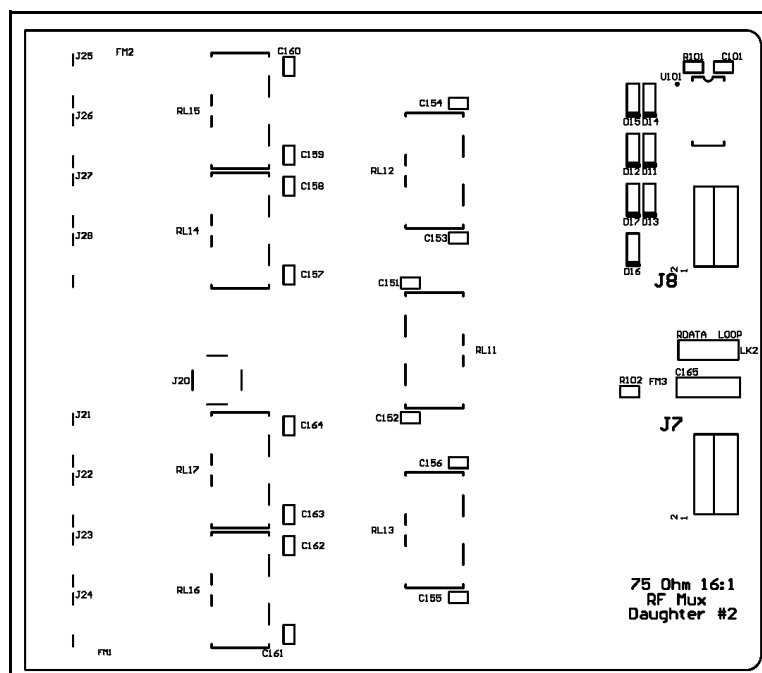 J25 FM2 C160 R101 C101
U101
C154
RL15
J26
D15 D14
C159
RL12
J27 D12 D11
C158
RL14
J28
D17 D13
C153
C157
D16
C151
J8
2 1
RDATA LOOP
LK2
RL11
J20
C165
R102 FM3
J21
C164
C152
J7
RL17
C156
J22
C163
2 1
J23
C162
RL13
RL16
J24
C155
75 Ohm 16:1
RF Mux
Daughter #2
FM1 C161